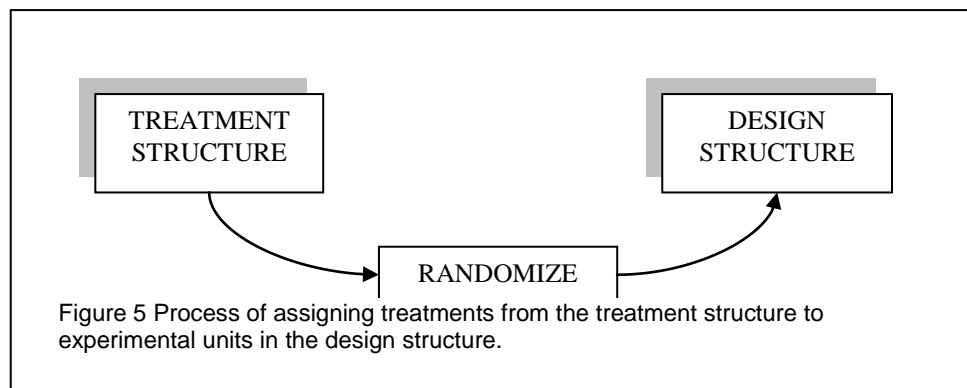 TREATMENT
STRUCTURE
DESIGN
STRUCTURE
RANDOMIZE
Figure 5 Process of assigning treatments from the treatment structure to
experimental units in the design structure.